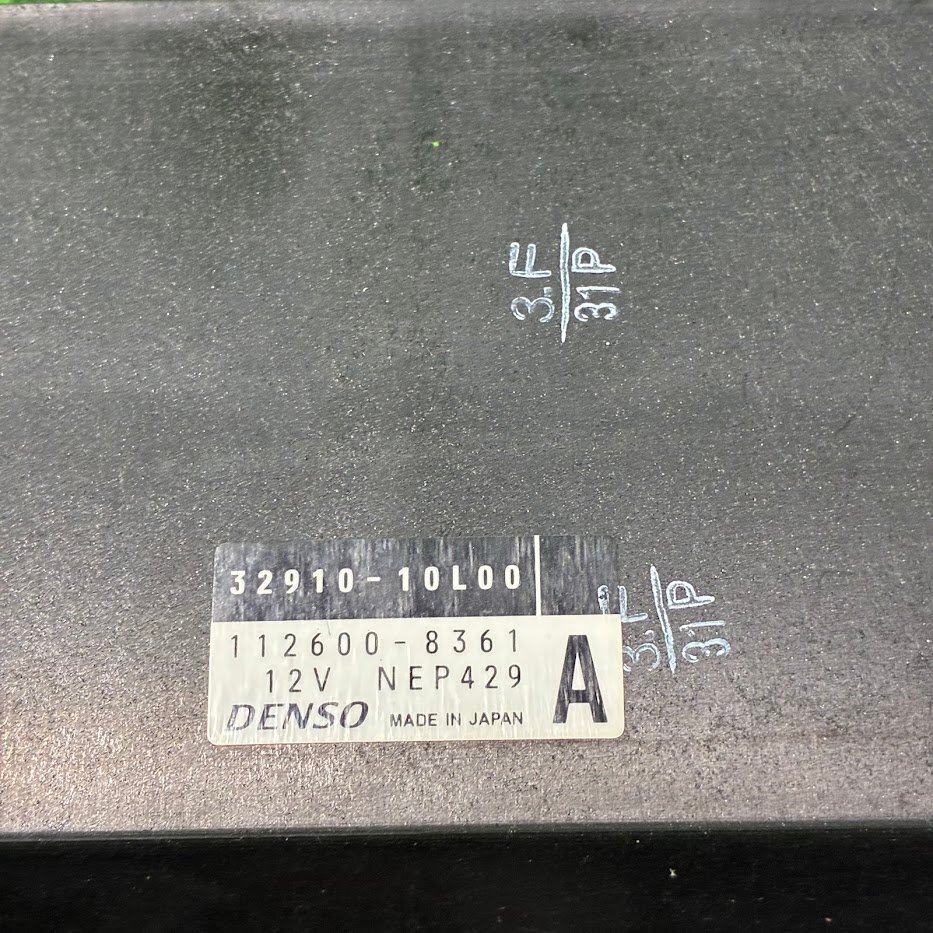 3.F
31P
32910-10L00
112600-8361
12V NEP429
A
DENSO MADE IN JAPAN
3.F
31P